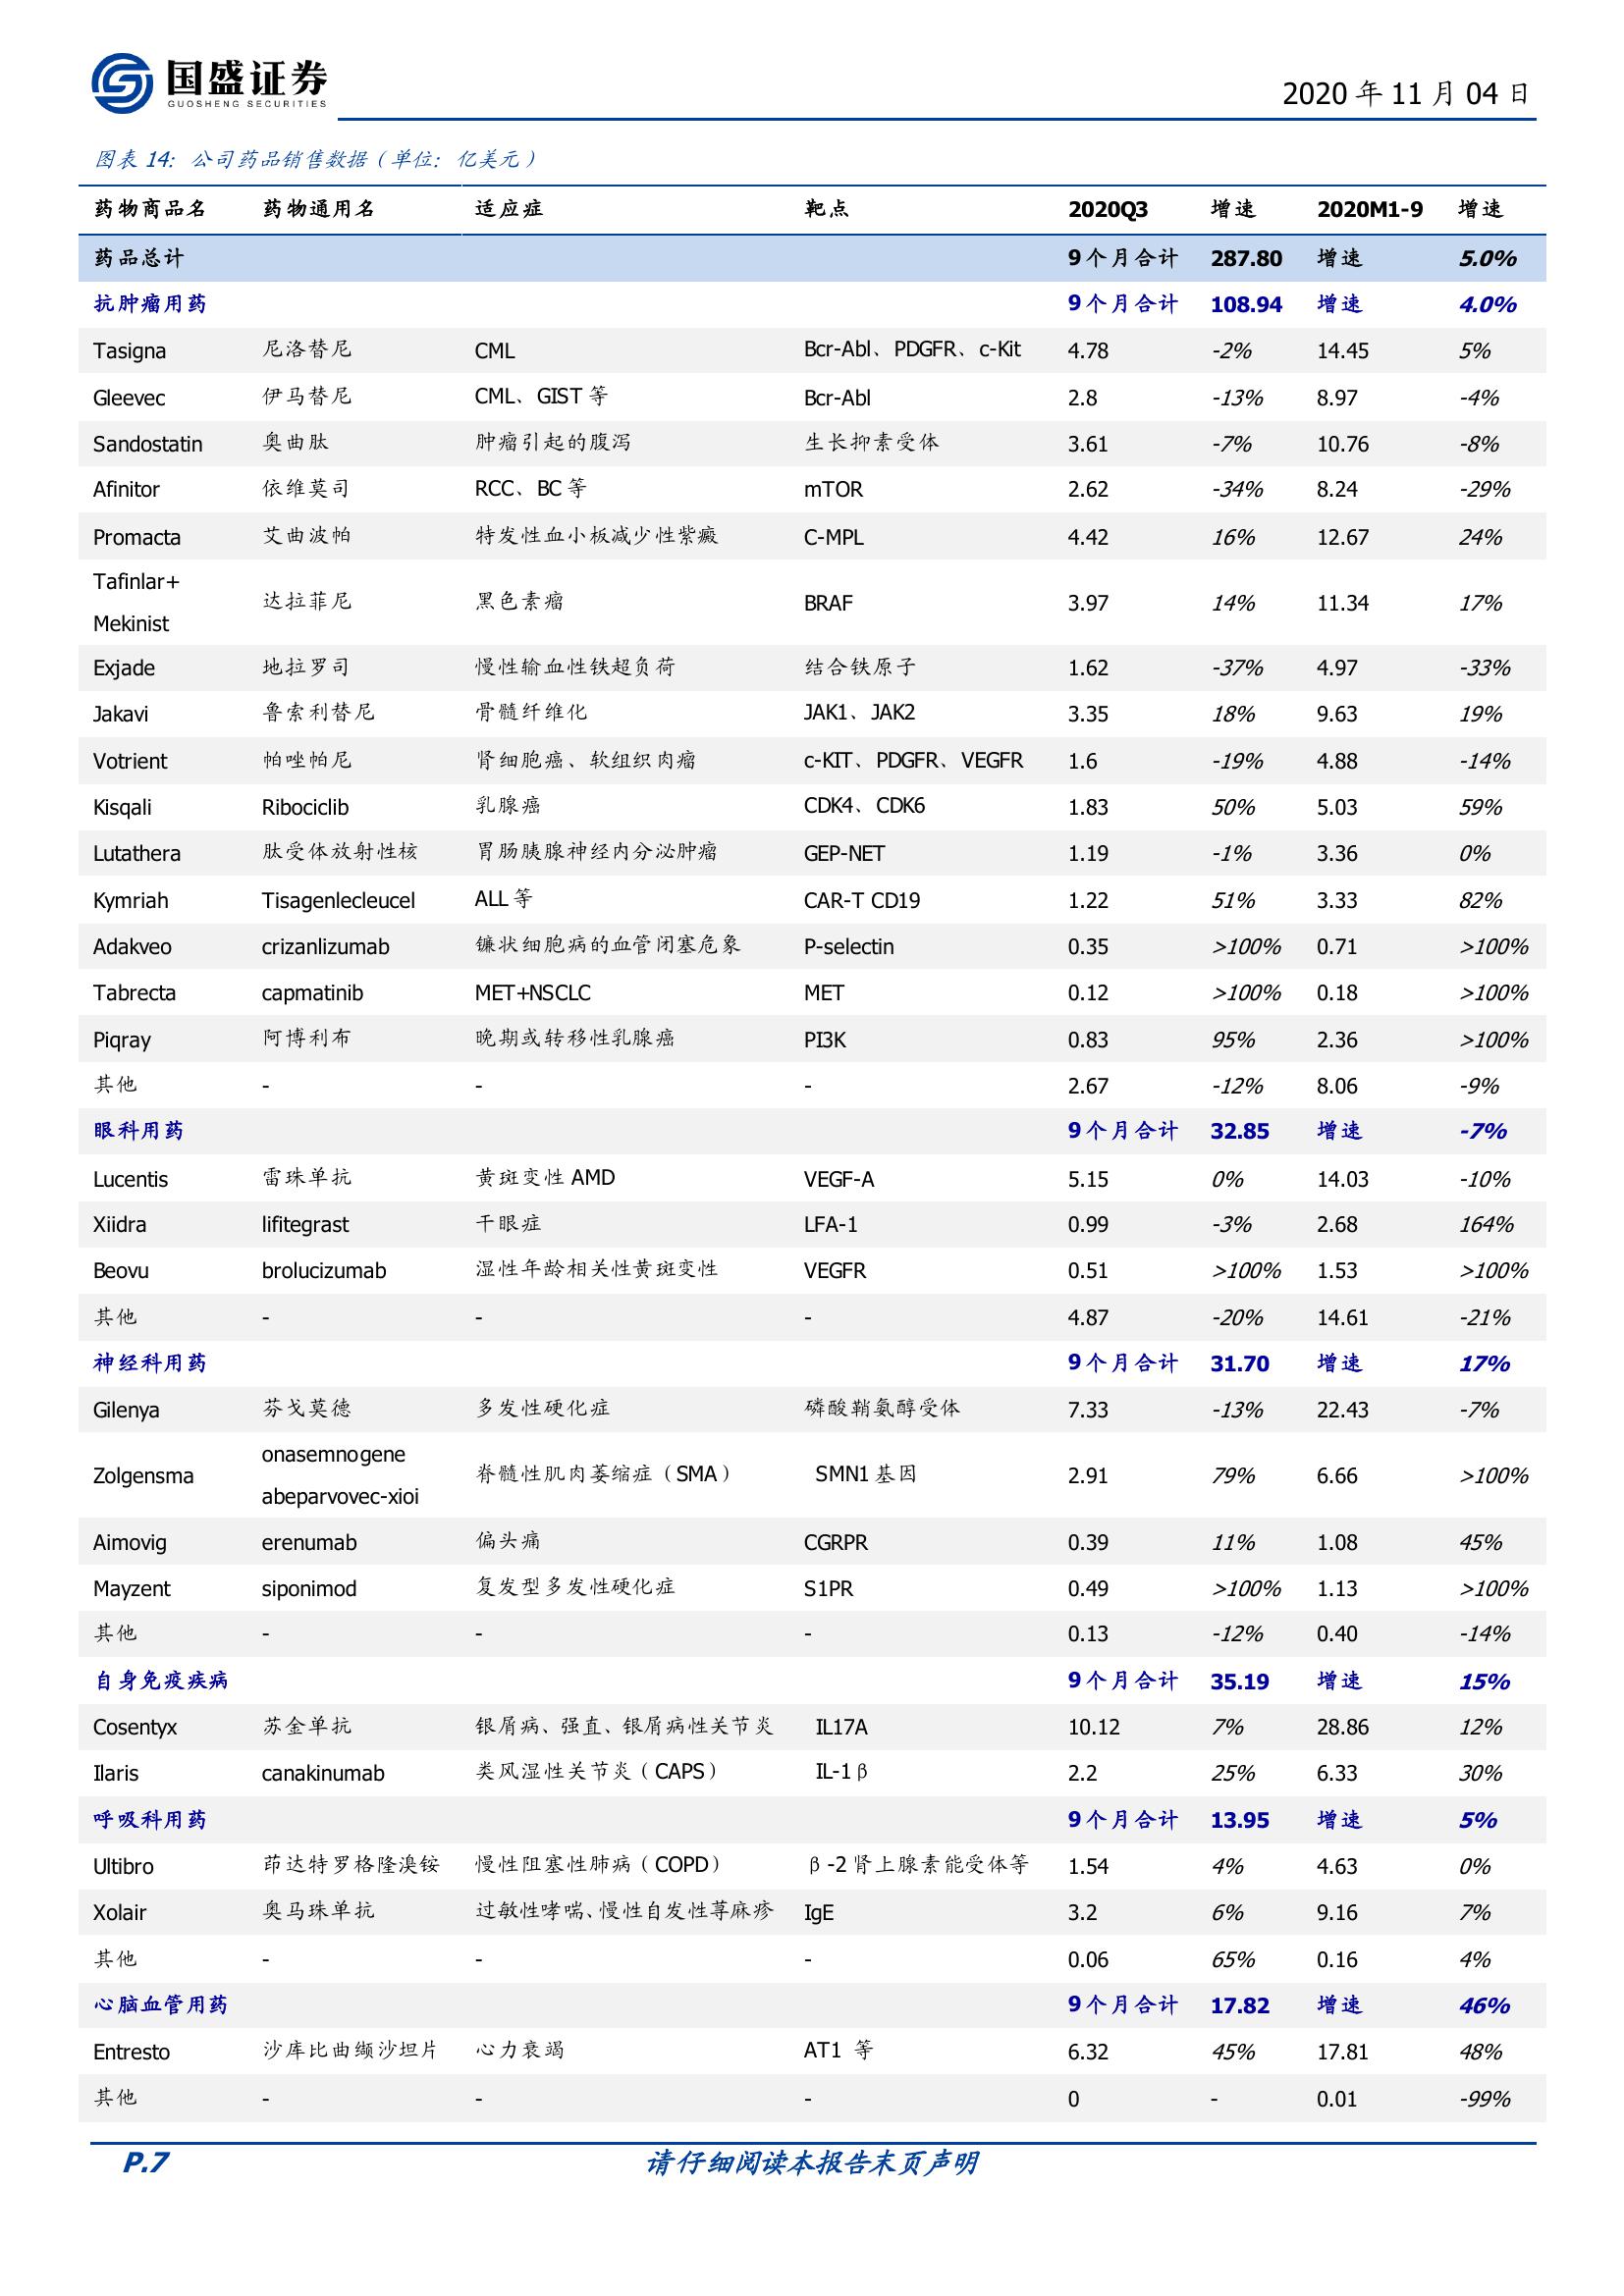 国盛证券
GUOSHENG SECURITIES
2020 年 11 月 04 日
图表 14: 公司药品销售数据（单位: 亿美元）
药物商品名 药物通用名 适应症 靶点 2020Q3 增速 2020M1-9 增速
药品总计 9 个月合计 287.80 增速 5.0%
抗肿瘤用药 9 个月合计 108.94 增速 4.0%
Tasigna 尼洛替尼 CML Bcr-Abl、PDGFR、c-Kit 4.78 -2% 14.45 5%
Gleevec 伊马替尼 CML、GIST 等 Bcr-Abl 2.8 -13% 8.97 -4%
Sandostatin 奥曲肽 肿瘤引起的腹泻 生长抑素受体 3.61 -7% 10.76 -8%
Afinitor 依维莫司 RCC、BC 等 mTOR 2.62 -34% 8.24 -29%
Promacta 艾曲波帕 特发性血小板减少性紫癜 C-MPL 4.42 16% 12.67 24%
Tafinlar+
Mekinist 达拉菲尼 黑色素瘤 BRAF 3.97 14% 11.34 17%
Exjade 地拉罗司 慢性输血性铁超负荷 结合铁原子 1.62 -37% 4.97 -33%
Jakavi 鲁索利替尼 骨髓纤维化 JAK1、JAK2 3.35 18% 9.63 19%
Votrient 帕唑帕尼 肾细胞癌、软组织肉瘤 c-KIT、PDGFR、VEGFR 1.6 -19% 4.88 -14%
Kisqali Ribociclib 乳腺癌 CDK4、CDK6 1.83 50% 5.03 59%
Lutathera 肽受体放射性核 胃肠胰腺神经内分泌肿瘤 GEP-NET 1.19 -1% 3.36 0%
Kymriah Tisagenlecleucel ALL 等 CAR-T CD19 1.22 51% 3.33 82%
Adakveo crizanlizumab 镰状细胞病的血管闭塞危象 P-selectin 0.35 >100% 0.71 >100%
Tabrecta capmatinib MET+NSCLC MET 0.12 >100% 0.18 >100%
Piqray 阿博利布 晚期或转移性乳腺癌 PI3K 0.83 95% 2.36 >100%
其他 - - - 2.67 -12% 8.06 -9%
眼科用药 9 个月合计 32.85 增速 -7%
Lucentis 雷珠单抗 黄斑变性 AMD VEGF-A 5.15 0% 14.03 -10%
Xiidra lifitegrast 干眼症 LFA-1 0.99 -3% 2.68 164%
Beovu brolucizumab 湿性年龄相关性黄斑变性 VEGFR 0.51 >100% 1.53 >100%
其他 - - - 4.87 -20% 14.61 -21%
神经科用药 9 个月合计 31.70 增速 17%
Gilenya 芬戈莫德 多发性硬化症 磷酸鞘氨醇受体 7.33 -13% 22.43 -7%
Zolgensma onasemnogene
abeparvovec-xioi 脊髓性肌肉萎缩症（SMA） SMN1 基因 2.91 79% 6.66 >100%
Aimovig erenumab 偏头痛 CGRPR 0.39 11% 1.08 45%
Mayzent siponimod 复发型多发性硬化症 S1PR 0.49 >100% 1.13 >100%
其他 - - - 0.13 -12% 0.40 -14%
自身免疫疾病 9 个月合计 35.19 增速 15%
Cosentyx 苏金单抗 银屑病、强直、银屑病性关节炎 IL17A 10.12 7% 28.86 12%
Ilaris canakinumab 类风湿性关节炎（CAPS） IL-1β 2.2 25% 6.33 30%
呼吸科用药 9 个月合计 13.95 增速 5%
Ultibro 茚达特罗格隆溴铵 慢性阻塞性肺病（COPD） β-2 肾上腺素能受体等 1.54 4% 4.63 0%
Xolair 奥马珠单抗 过敏性哮喘、慢性自发性荨麻疹 IgE 3.2 6% 9.16 7%
其他 - - - 0.06 65% 0.16 4%
心脑血管用药 9 个月合计 17.82 增速 46%
Entresto 沙库比曲缬沙坦片 心力衰竭 AT1 等 6.32 45% 17.81 48%
其他 - - - 0 - 0.01 -99%
P.7 请仔细阅读本报告末页声明